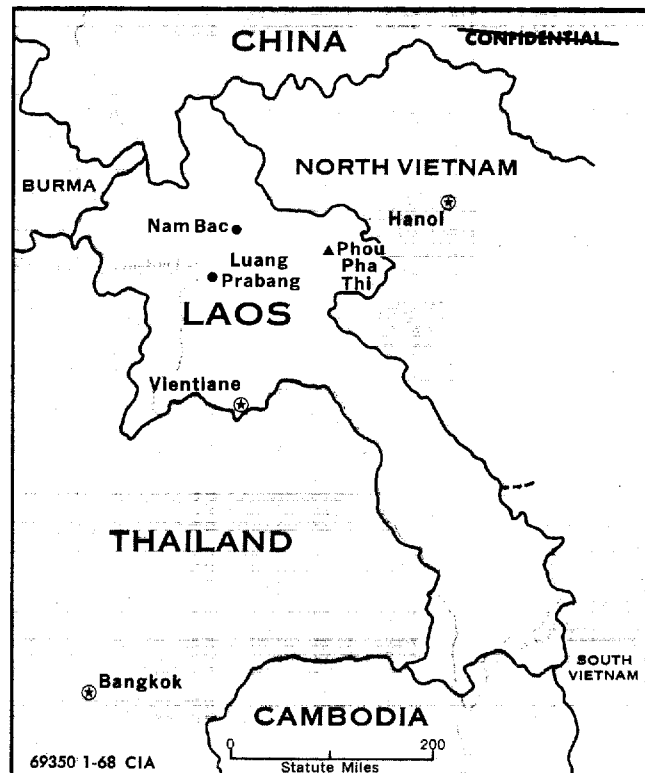 CHINA
CONFIDENTIAL
NORTH VIETNAM
BURMA
Hanoi
Nam Bac
Phou
Pha
Thi
Luang
Prabang
LAOS
Vientiane
THAILAND
SOUTH
VIETNAM
Bangkok
CAMBODIA
0 200
Statute Miles
69350 1-68 CIA